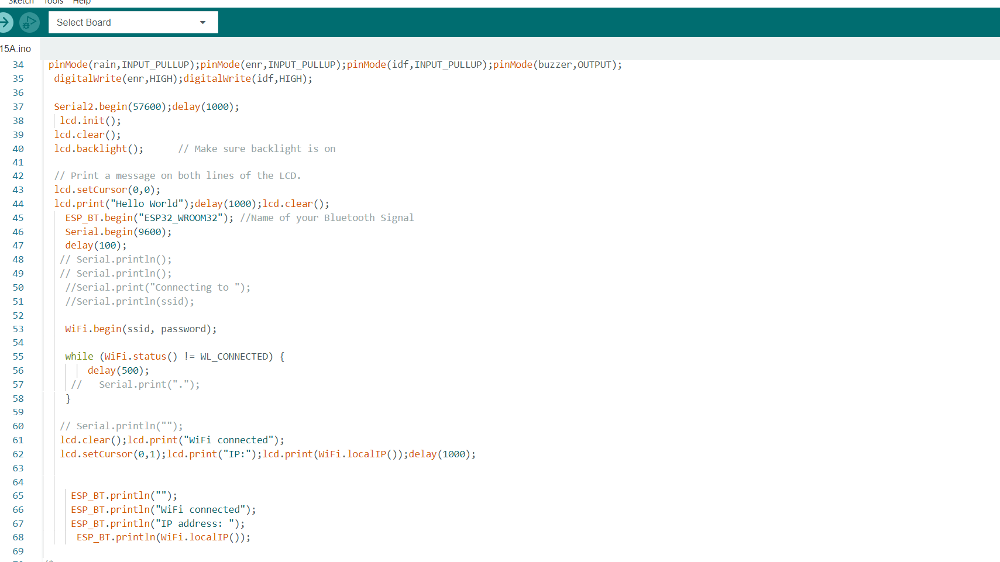 Sketch Tools Help
Select Board
15A.ino
34 pinMode(rain,INPUT_PULLUP);pinMode(enr,INPUT_PULLUP);pinMode(idf,INPUT_PULLUP);pinMode(buzzer,OUTPUT);
35 digitalWrite(enr,HIGH);digitalWrite(idf,HIGH);
36
37 Serial2.begin(57600);delay(1000);
38 lcd.init();
39 lcd.clear();
40 lcd.backlight();      // Make sure backlight is on
41
42 // Print a message on both lines of the LCD.
43 lcd.setCursor(0,0);
44 lcd.print("Hello World");delay(1000);lcd.clear();
45 ESP_BT.begin("ESP32_WROOM32"); //Name of your Bluetooth Signal
46 Serial.begin(9600);
47 delay(100);
48 // Serial.println();
49 // Serial.println();
50 //Serial.print("Connecting to ");
51 //Serial.println(ssid);
52
53 WiFi.begin(ssid, password);
54
55 while (WiFi.status() != WL_CONNECTED) {
56 delay(500);
57 //   Serial.print(".");
58 }
59
60 // Serial.println("");
61 lcd.clear();lcd.print("WiFi connected");
62 lcd.setCursor(0,1);lcd.print("IP:");lcd.print(WiFi.localIP());delay(1000);
63
64
65 ESP_BT.println("");
66 ESP_BT.println("WiFi connected");
67 ESP_BT.println("IP address: ");
68 ESP_BT.println(WiFi.localIP());
69